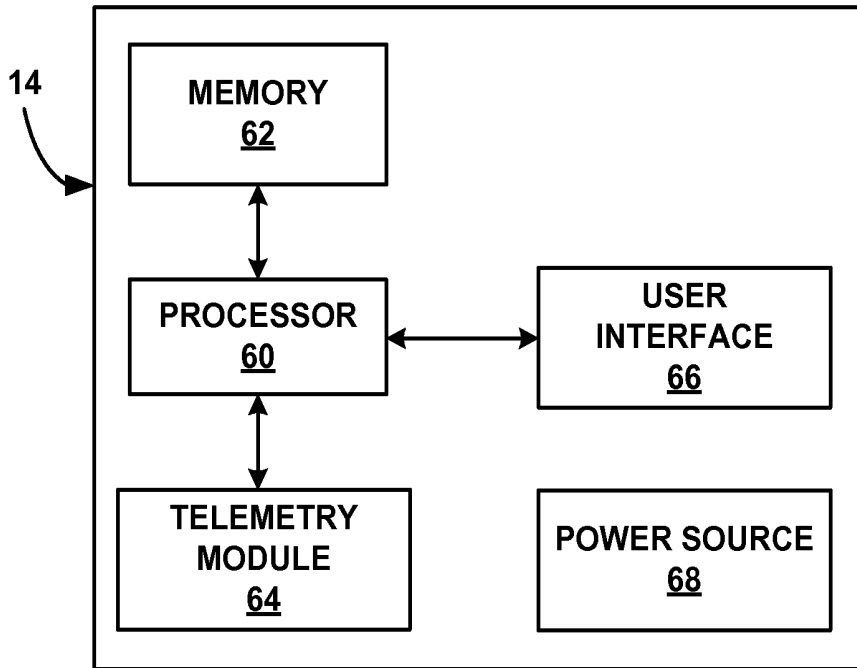 14
MEMORY
62
PROCESSOR
60
USER
INTERFACE
66
TELEMETRY
MODULE
64
POWER SOURCE
68